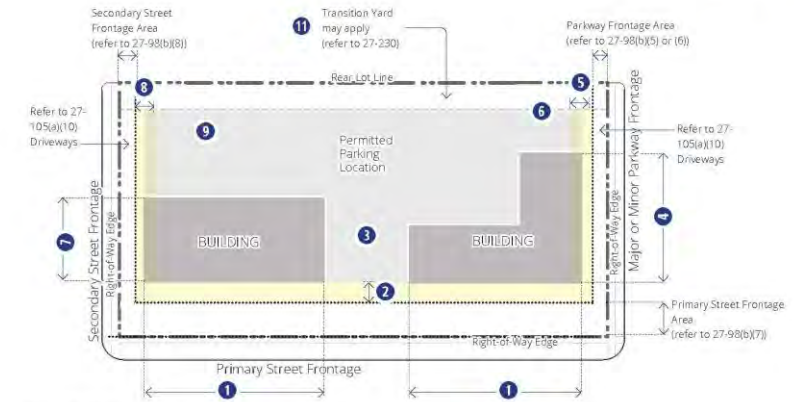 Secondary Street
Frontage Area
(refer to 27-98(b)(8))
11
Transition Yard
may apply
(refer to 27-230)
Parkway Frontage Area
(refer to 27-98(b)(5) or (6))
Rear Lot Line
8
5
Refer to 27-
105(a)(10)
Driveways
9
6
Refer to 27-
105(a)(10)
Driveways
Permitted
Parking
Location
Secondary Street Frontage
Right-of-Way Edge
7
BUILDING
3
BUILDING
4
Right-of-Way Edge
Major or Minor Parkway Frontage
2
Primary Street Frontage
Area
(refer to 27-98(b)(7))
Right-of-Way Edge
Primary Street Frontage
1
1